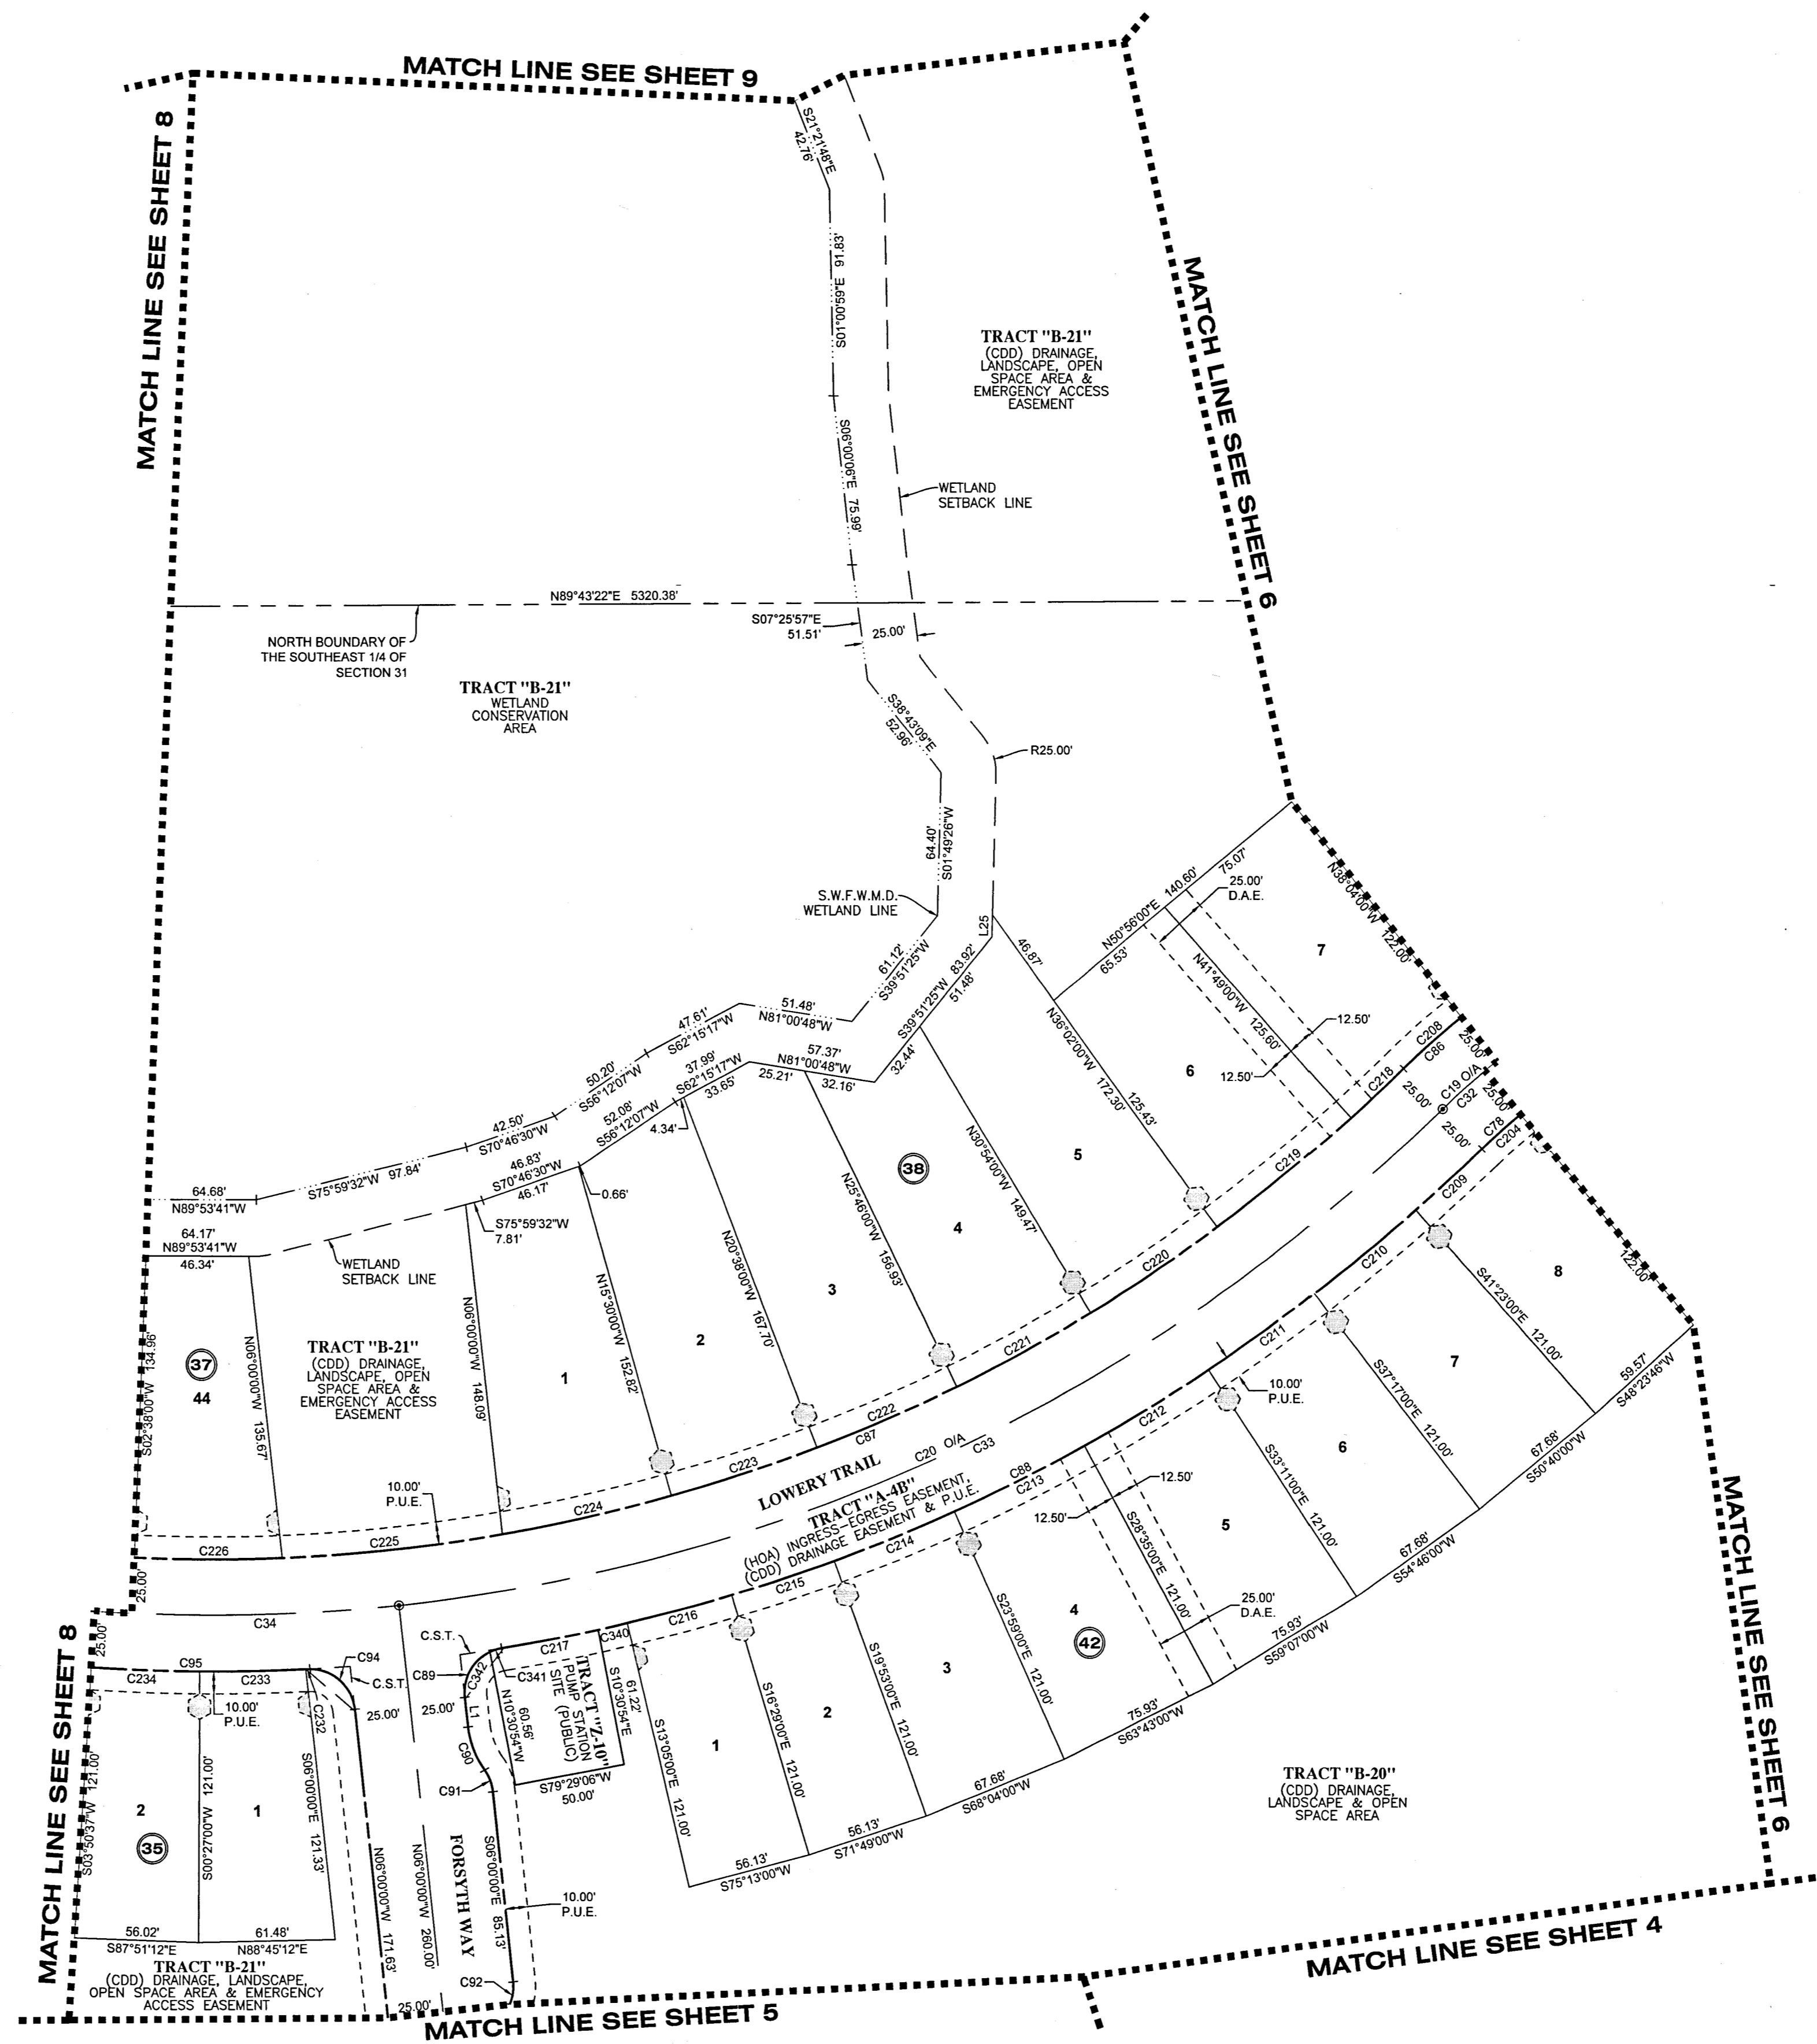 MATCH LINE SEE SHEET 9
MATCH LINE SEE SHEET 8
S21°21'48"E
42.76'
S01°00'59"E 91.83'
MATCH LINE SEE SHEET 6
TRACT "B-21"
(CDD) DRAINAGE,
LANDSCAPE, OPEN
SPACE AREA &
EMERGENCY ACCESS
EASEMENT
S06°00'06"E 75.99'
WETLAND
SETBACK LINE
N89°43'22"E 5320.38'
S07°25'57"E
51.51'
25.00'
NORTH BOUNDARY OF
THE SOUTHEAST 1/4 OF
SECTION 31
TRACT "B-21"
WETLAND
CONSERVATION
AREA
S38°43'09"E
52.96'
R25.00'
64.40'
S01°49'26"W
S.W.F.W.M.D.
WETLAND LINE
L25
61.12'
S39°51'25"W
S39°51'25"W 83.92'
51.48'
32.44'
46.87'
N50°56'00"E 140.60'
75.07'
65.53'
25.00'
D.A.E.
N38°04'00"W 122.00'
7
N41°49'00"W 125.60'
12.50'
12.50'
6
N36°02'00"W 172.30'
125.43'
C208
C86
C218
25.00'
25.00'
C19 O/A
C32
25.00'
25.00'
C78
C204
51.48'
N81°00'48"W
47.61'
S62°15'17"W
57.37'
N81°00'48"W
25.21'
32.16'
37.99'
S62°15'17"W
33.65'
50.20'
S56°12'07"W
52.08'
S56°12'07"W
4.34'
42.50'
S70°46'30"W
46.83'
S70°46'30"W
46.17'
0.66'
S75°59'32"W 97.84'
S75°59'32"W
7.81'
64.68'
N89°53'41"W
64.17'
N89°53'41"W
46.34'
WETLAND
SETBACK LINE
5
38
4
N30°54'00"W 149.47'
N25°46'00"W 156.93'
3
N20°38'00"W 167.70'
2
N15°30'00"W 152.82'
1
N06°00'00"W 148.09'
TRACT "B-21"
(CDD) DRAINAGE,
LANDSCAPE, OPEN
SPACE AREA &
EMERGENCY ACCESS
EASEMENT
37
44
S02°38'00"W 134.96'
N06°00'00"W 135.67'
10.00'
P.U.E.
C219
C220
C221
C222
C87
C223
C224
C225
C226
25.00'
LOWERY TRAIL
C20 O/A
C33
TRACT "A-4B"
(HOA) INGRESS-EGRESS EASEMENT,
(CDD) DRAINAGE EASEMENT & P.U.E.
C209
C210
C211
C212
C88
C213
C214
C215
C216
10.00'
P.U.E.
8
122.00'
S41°23'00"E 121.00'
59.57'
S48°23'46"W
7
S37°17'00"E 121.00'
67.68'
S50°40'00"W
6
S33°11'00"E 121.00'
67.68'
S54°46'00"W
5
12.50'
12.50'
S28°35'00"E 121.00'
25.00'
D.A.E.
75.93'
S59°07'00"W
4
42
S23°59'00"E 121.00'
75.93'
S63°43'00"W
3
S19°53'00"E 121.00'
67.68'
S68°04'00"W
2
S16°29'00"E 121.00'
56.13'
S71°49'00"W
1
S13°05'00"E 121.00'
56.13'
S75°13'00"W
C34
25.00'
C95
C234
C233
C94
C.S.T.
10.00'
P.U.E.
C232
25.00'
25.00'
C.S.T.
C89
C342
C341
C217
C340
L1
C90
C91
N10°30'54"W
60.56'
TRACT "Z-10"
PUMP STATION
SITE (PUBLIC)
S10°30'54"E
61.22'
S79°29'06"W
50.00'
MATCH LINE SEE SHEET 8
S03°50'37"W 121.00'
2
35
S00°27'00"W 121.00'
1
S06°00'00"E 121.33'
56.02'
S87°51'12"E
61.48'
N88°45'12"E
N06°00'00"W 171.63'
N06°00'00"W 260.00'
FORSYTH WAY
S06°00'00"E 85.13'
10.00'
P.U.E.
C92
25.00'
TRACT "B-21"
(CDD) DRAINAGE, LANDSCAPE,
OPEN SPACE AREA & EMERGENCY
ACCESS EASEMENT
TRACT "B-20"
(CDD) DRAINAGE,
LANDSCAPE & OPEN
SPACE AREA
MATCH LINE SEE SHEET 6
MATCH LINE SEE SHEET 4
MATCH LINE SEE SHEET 5